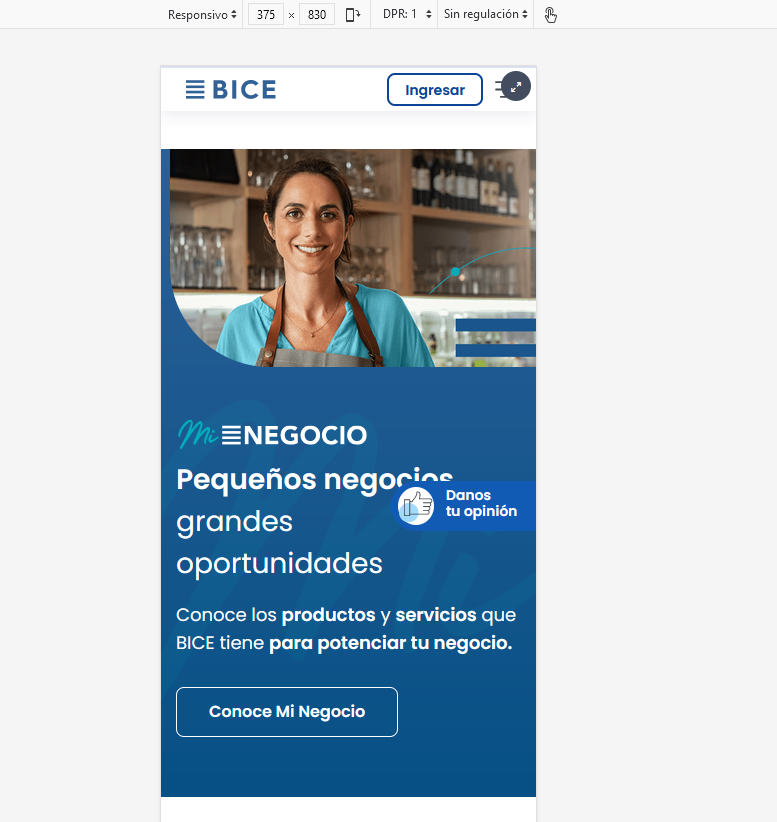 Responsivo 375 × 830 DPR: 1 Sin regulación
BICE Ingresar
Mi NEGOCIO
Pequeños negocios
grandes
oportunidades
Danos
tu opinión
Conoce los productos y servicios que
BICE tiene para potenciar tu negocio.
Conoce Mi Negocio